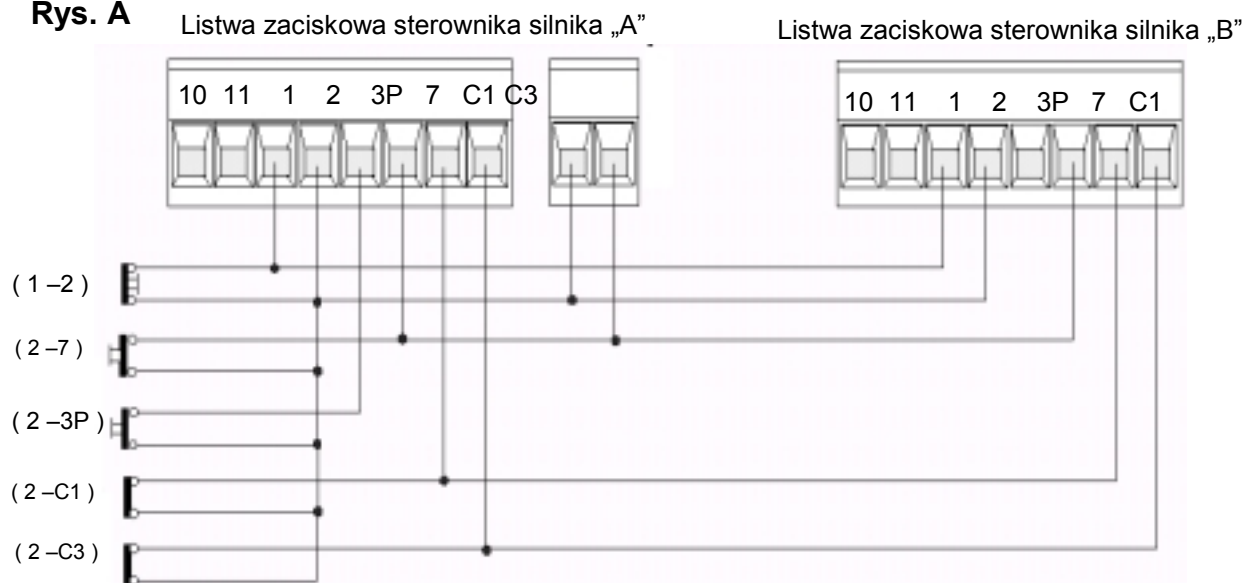 Rys. A
Listwa zaciskowa sterownika silnika „A”
Listwa zaciskowa sterownika silnika „B”
10 11 1 2 3P 7 C1 C3
10 11 1 2 3P 7 C1
( 1 –2 )
( 2 –7 )
( 2 –3P )
( 2 –C1 )
( 2 –C3 )